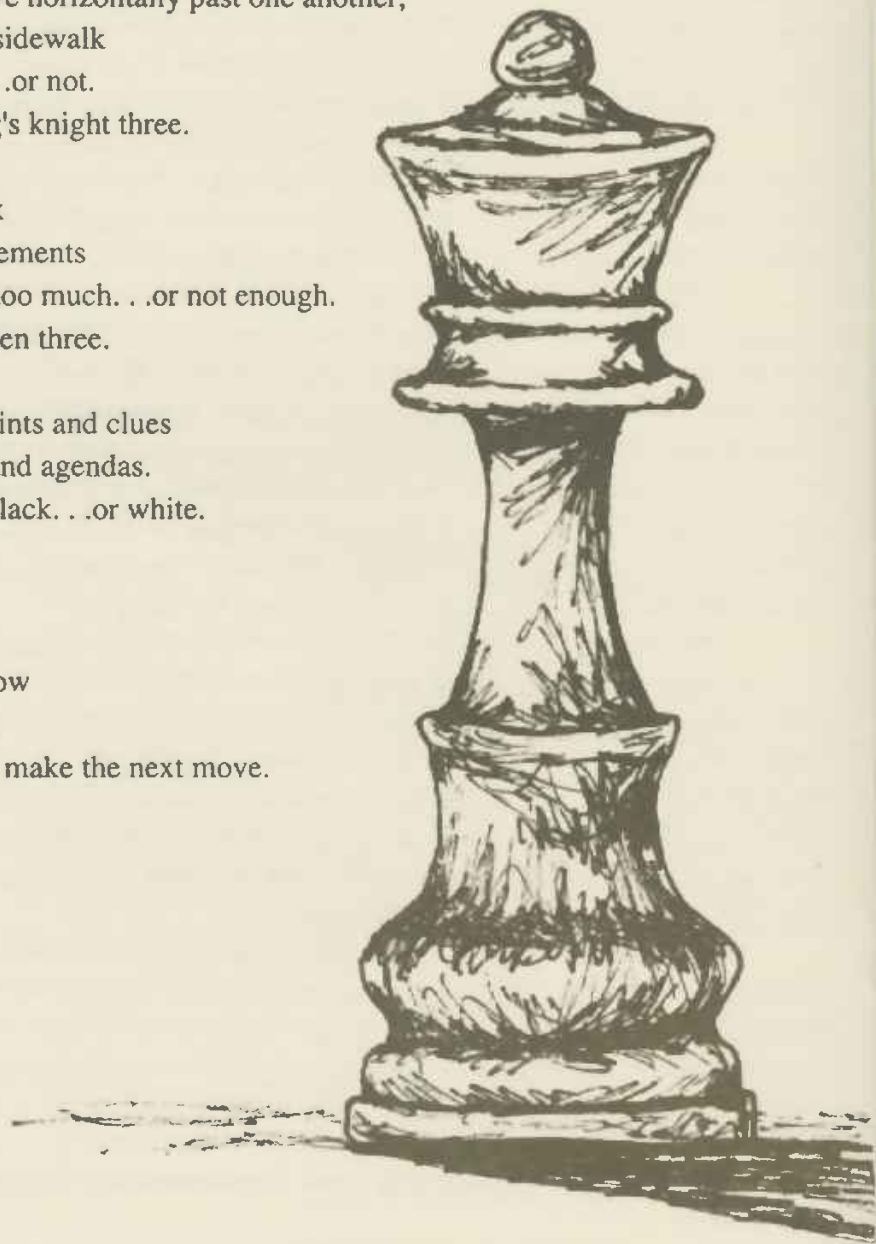 horizontally past one another,
sidewalk
. .or not.
's knight three.
ements
too much. . .or not enough.
en three.
ints and clues
nd agendas.
lack. . .or white.
ow
make the next move.